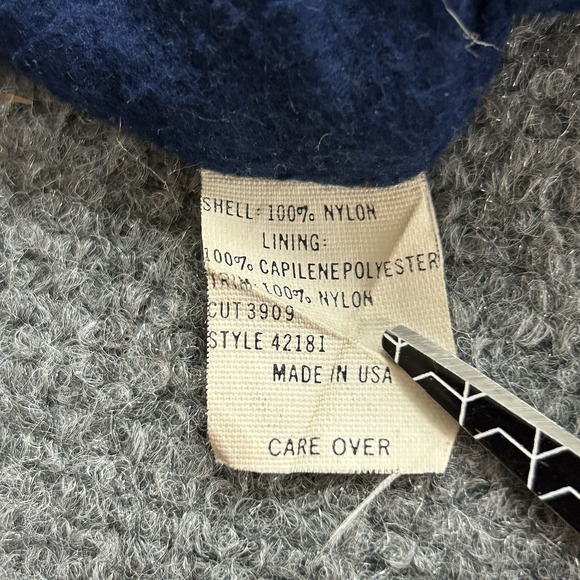 SHELL: 100% NYLON
LINING:
100% CAPILENE POLYESTER
TRIM: 100% NYLON
CUT 3909
STYLE 42181
MADE IN USA
CARE OVER